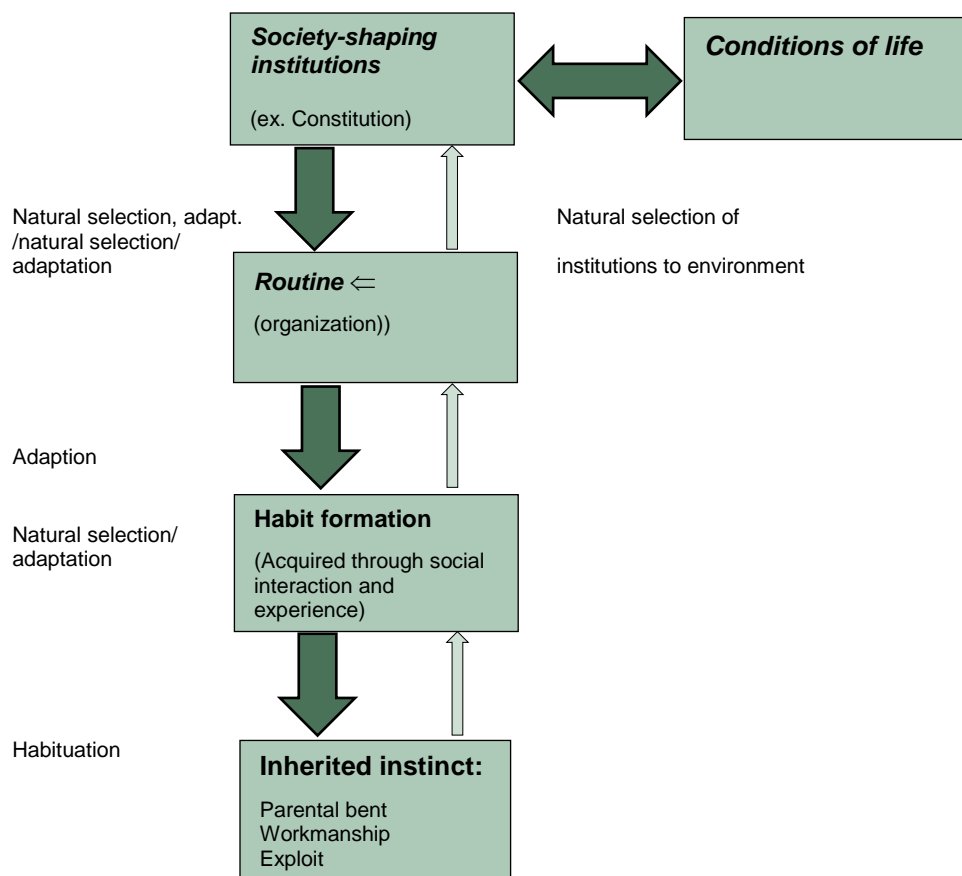 Society-shaping
institutions
(ex. Constitution)
Conditions of life
Natural selection, adapt.
/natural selection/
adaptation
Natural selection of
institutions to environment
Routine ⇐
(organization))
Adaption
Habit formation
(Acquired through social
interaction and
experience)
Natural selection/
adaptation
Habituation
Inherited instinct:
Parental bent
Workmanship
Exploit